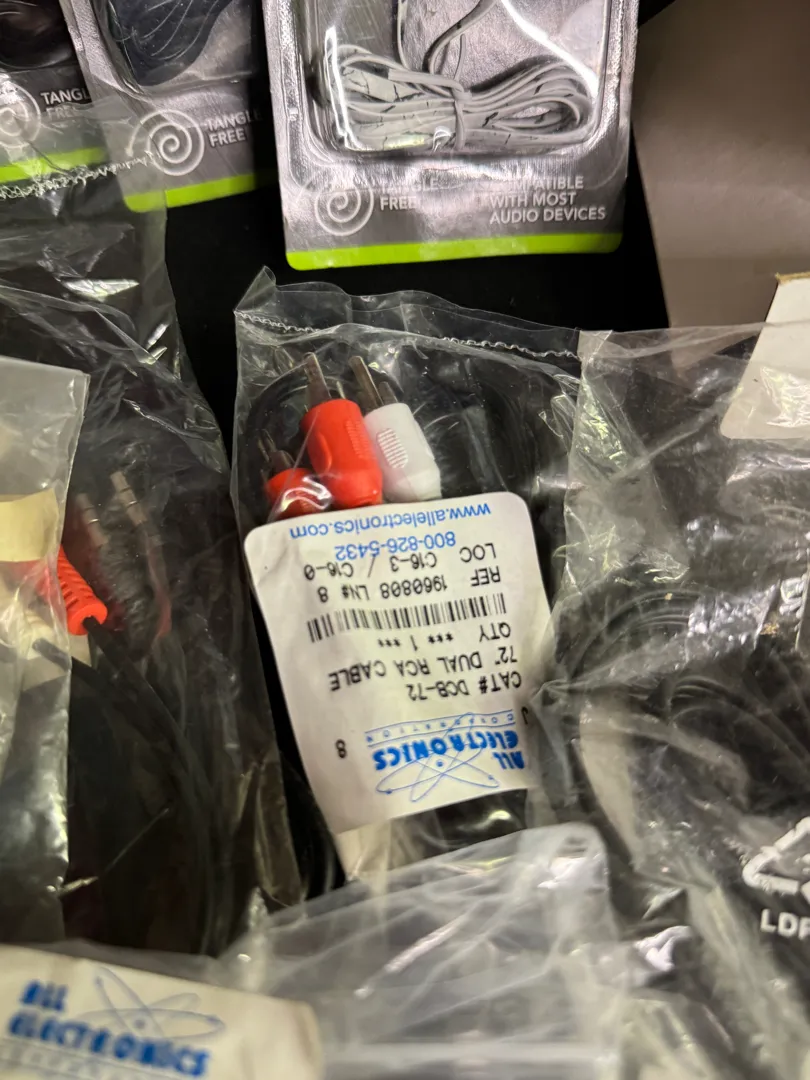 TANGL
FREE
TANGLE
FREE
TANGLE
FREE
COMPATIBLE
WITH MOST
AUDIO DEVICES
ALL
ELECTRONICS
CORPORATION
8
CAT# DCB-72
72" DUAL RCA CABLE
QTY *** 1 ***
REF 1960808 LN# 8
LOC C16-3 / C16-0
800-826-5432
www.allelectronics.com
LDP
ALL
ELECTRONICS